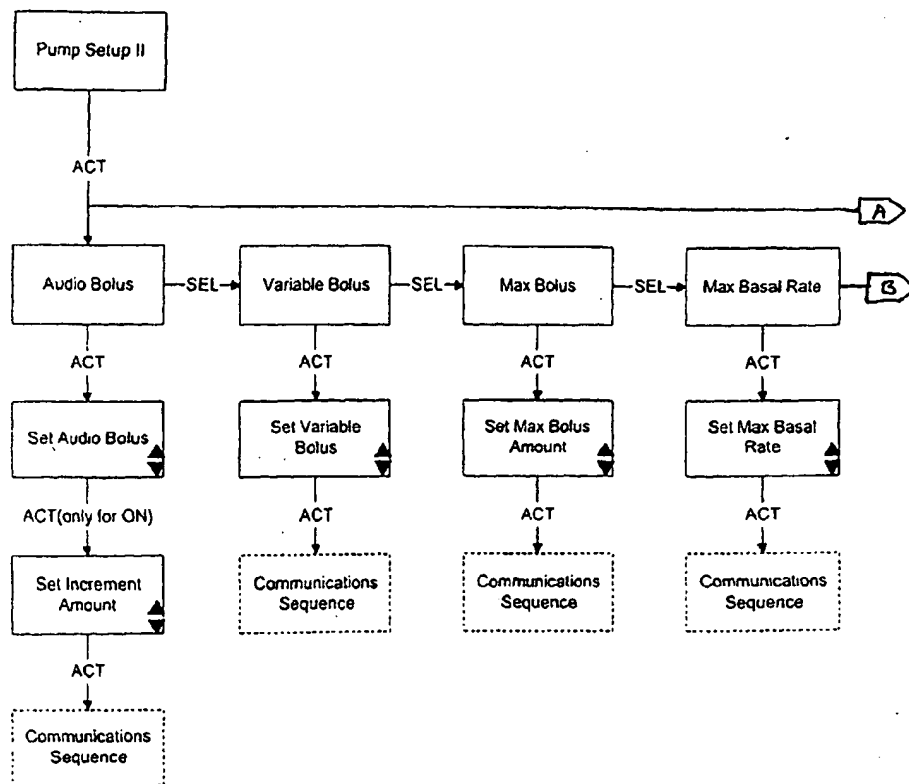 Pump Setup II
ACT
A
Audio Bolus
SEL
Variable Bolus
SEL
Max Bolus
SEL
Max Basal Rate
B
ACT
ACT
ACT
ACT
Set Audio Bolus
Set Variable
Bolus
Set Max Bolus
Amount
Set Max Basal
Rate
ACT(only for ON)
ACT
ACT
ACT
Set Increment
Amount
Communications
Sequence
Communications
Sequence
Communications
Sequence
ACT
Communications
Sequence